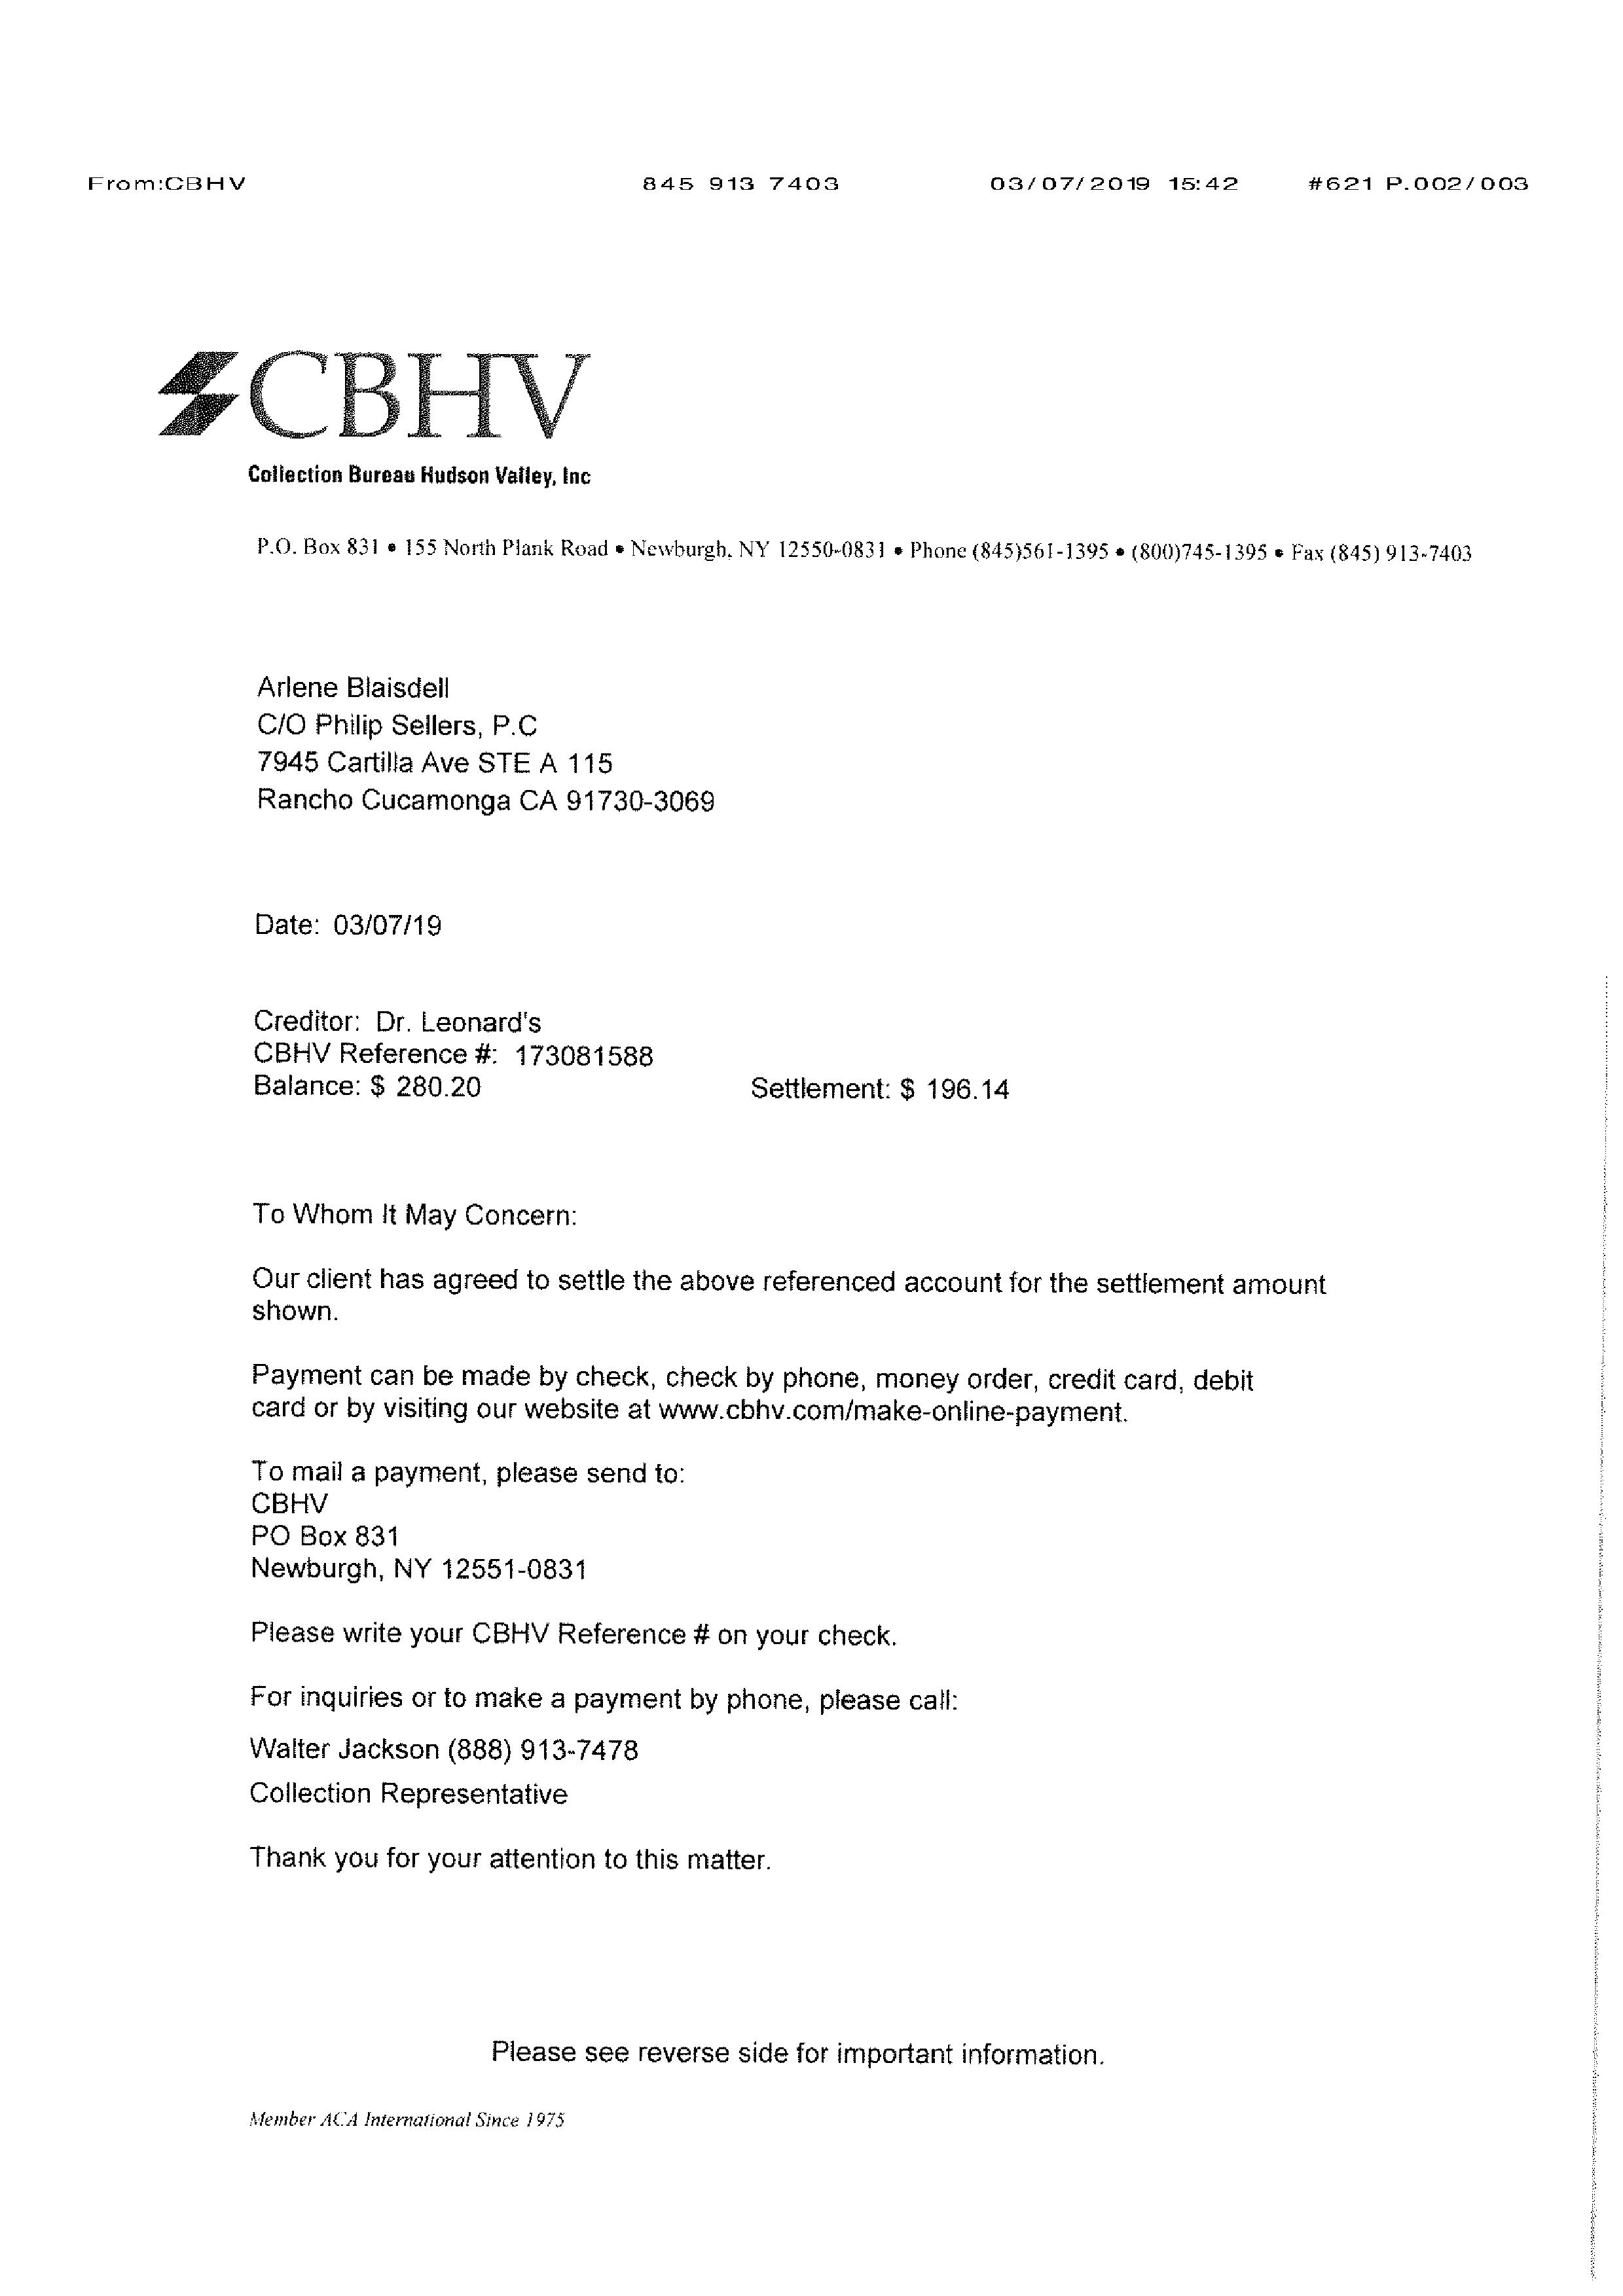 From:CBHV 845 913 7403 03/07/2019 15:42 #621 P.002/003
CBHV
Collection Bureau Hudson Valley, Inc
P.O. Box 831 • 155 North Plank Road • Newburgh, NY 12550-0831 • Phone (845)561-1395 • (800)745-1395 • Fax (845) 913-7403
Arlene Blaisdell
C/O Philip Sellers, P.C
7945 Cartilla Ave STE A 115
Rancho Cucamonga CA 91730-3069
Date: 03/07/19
Creditor: Dr. Leonard's
CBHV Reference #: 173081588
Balance: $ 280.20 Settlement: $ 196.14
To Whom It May Concern:
Our client has agreed to settle the above referenced account for the settlement amount
shown.
Payment can be made by check, check by phone, money order, credit card, debit
card or by visiting our website at www.cbhv.com/make-online-payment.
To mail a payment, please send to:
CBHV
PO Box 831
Newburgh, NY 12551-0831
Please write your CBHV Reference # on your check.
For inquiries or to make a payment by phone, please call:
Walter Jackson (888) 913-7478
Collection Representative
Thank you for your attention to this matter.
Please see reverse side for important information.
Member ACA International Since 1975